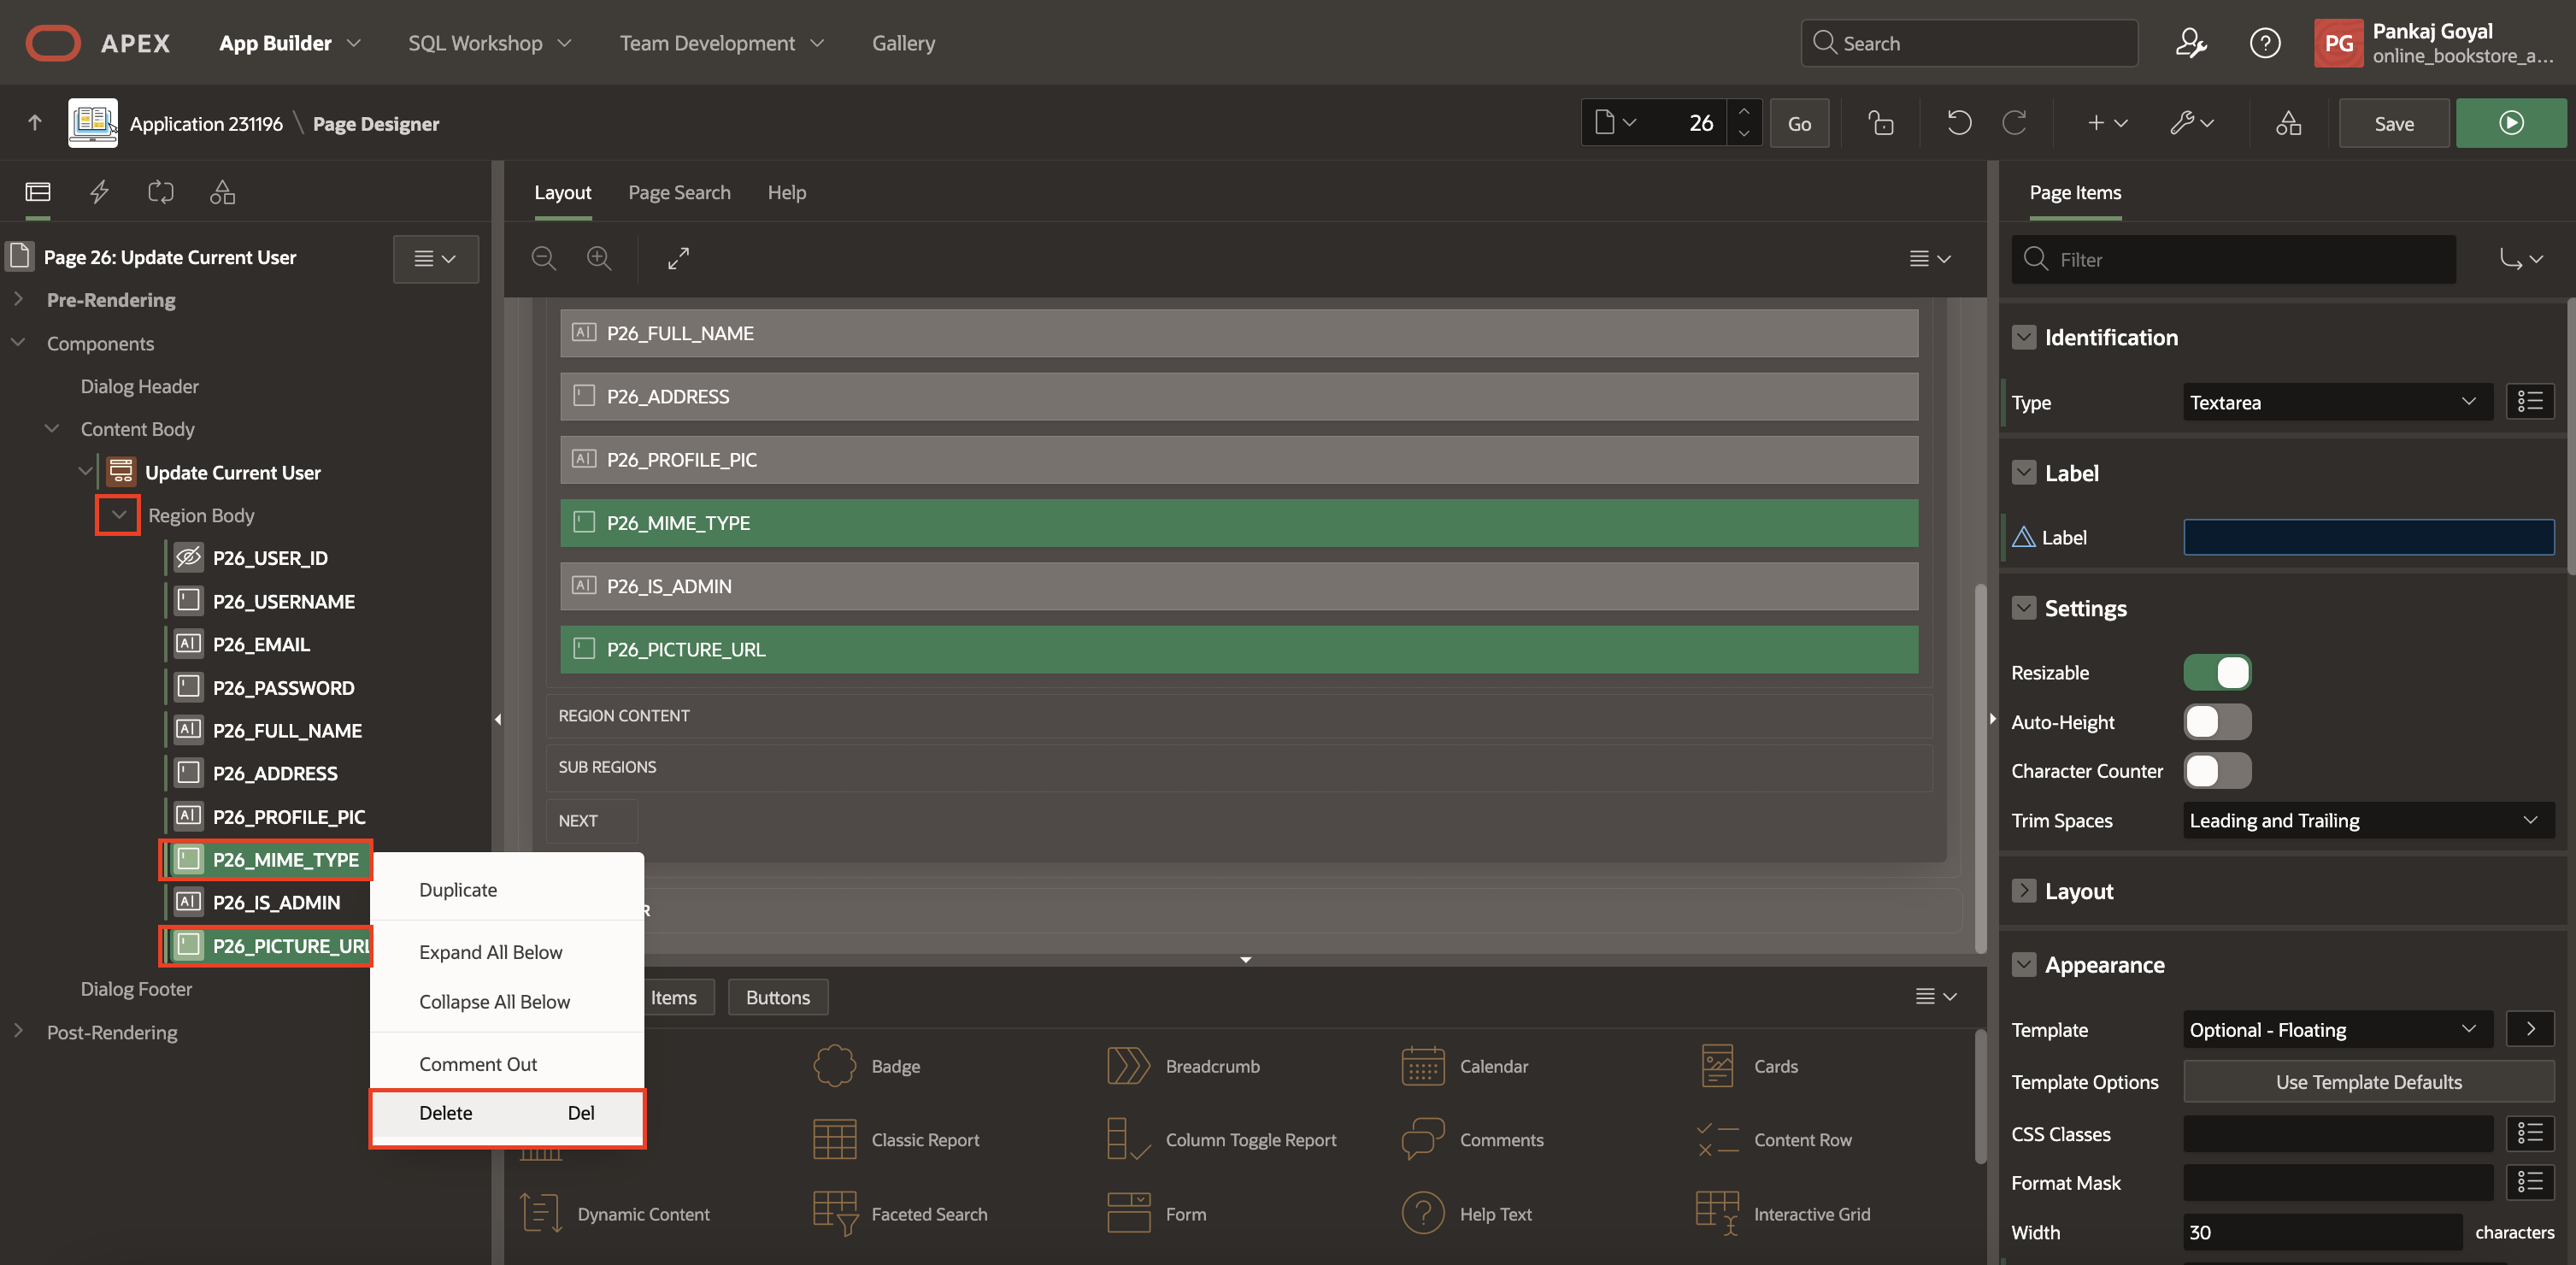 APEX App Builder SQL Workshop Team Development Gallery Search Pankaj Goyal
PG online_bookstore_a...
Application 231196 \ Page Designer 26 Go Save
Layout Page Search Help Page Items
Page 26: Update Current User
Filter
Pre-Rendering
Components
Dialog Header
Content Body
Update Current User
Region Body
P26_USER_ID
P26_USERNAME
P26_EMAIL
P26_PASSWORD
P26_FULL_NAME
P26_ADDRESS
P26_PROFILE_PIC
P26_MIME_TYPE
P26_IS_ADMIN
P26_PICTURE_URL
Dialog Footer
Post-Rendering
Duplicate
Expand All Below
Collapse All Below
Comment Out
Delete Del
P26_FULL_NAME
P26_ADDRESS
P26_PROFILE_PIC
P26_MIME_TYPE
P26_IS_ADMIN
P26_PICTURE_URL
REGION CONTENT
SUB REGIONS
NEXT
R
Items Buttons
Badge Breadcrumb Calendar Cards
Classic Report Column Toggle Report Comments Content Row
Dynamic Content Faceted Search Form Help Text Interactive Grid
Identification
Type Textarea
Label
Label
Settings
Resizable
Auto-Height
Character Counter
Trim Spaces Leading and Trailing
Layout
Appearance
Template Optional - Floating
Template Options Use Template Defaults
CSS Classes
Format Mask
Width 30 characters